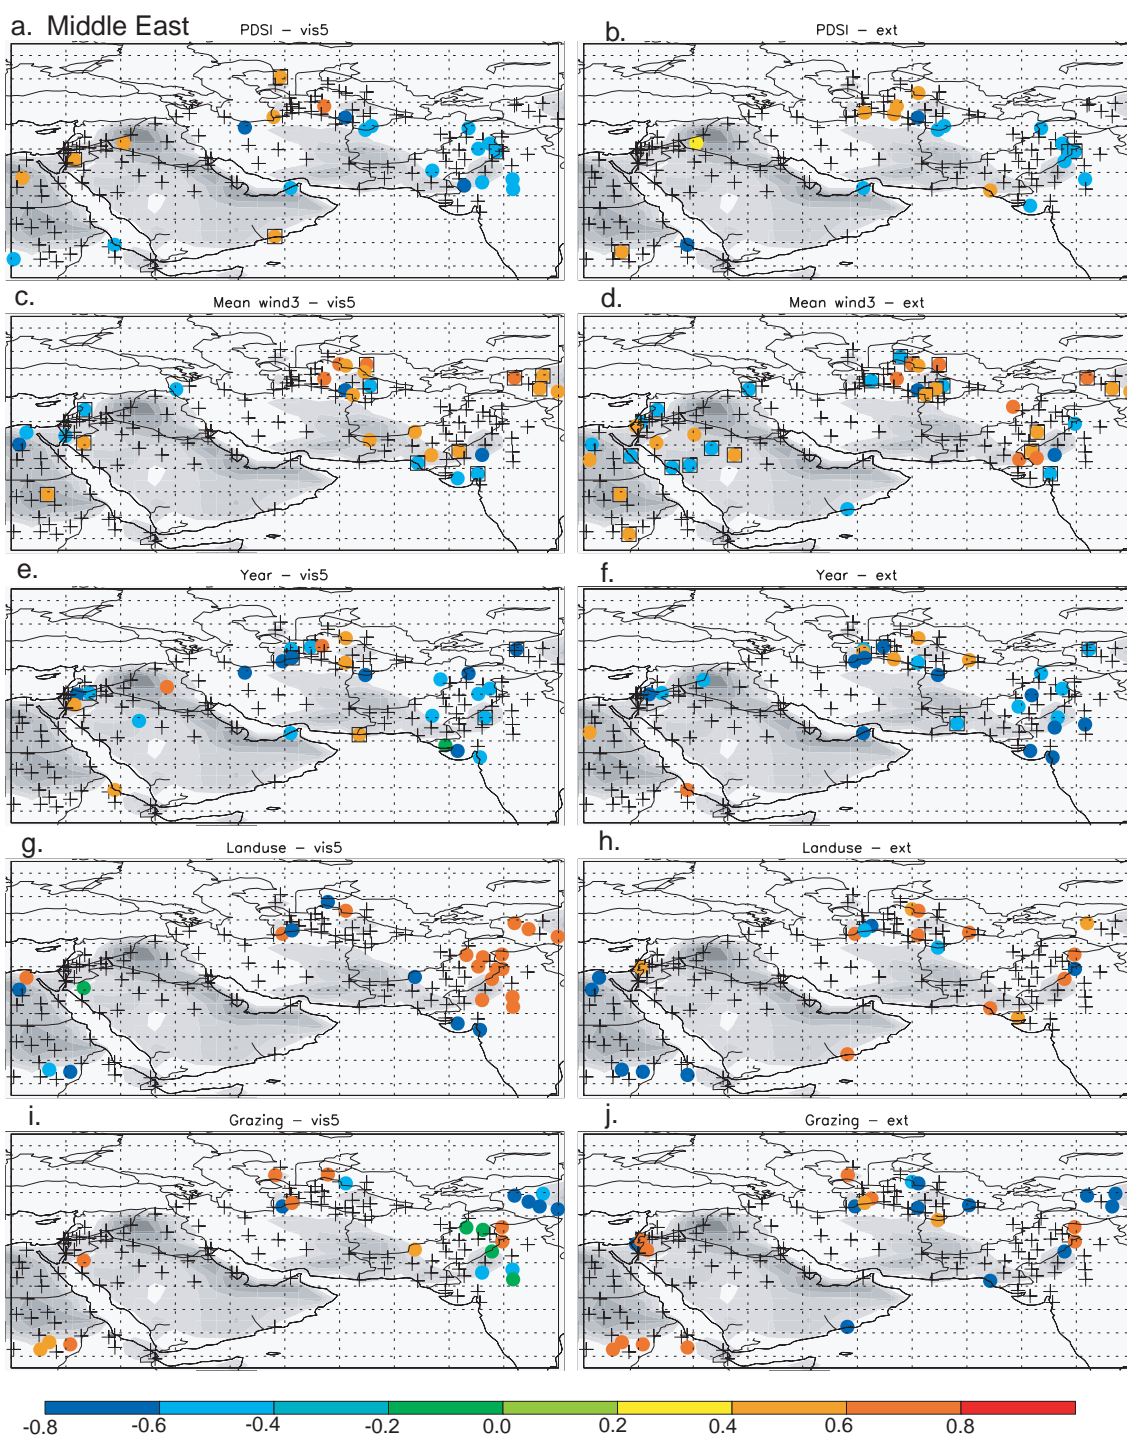 a. Middle East
PDSI – vis5
b.
PDSI – ext
c.
Mean wind3 – vis5
d.
Mean wind3 – ext
e.
Year – vis5
f.
Year – ext
g.
Landuse – vis5
h.
Landuse – ext
i.
Grazing – vis5
j.
Grazing – ext
-0.8 -0.6 -0.4 -0.2 0.0 0.2 0.4 0.6 0.8